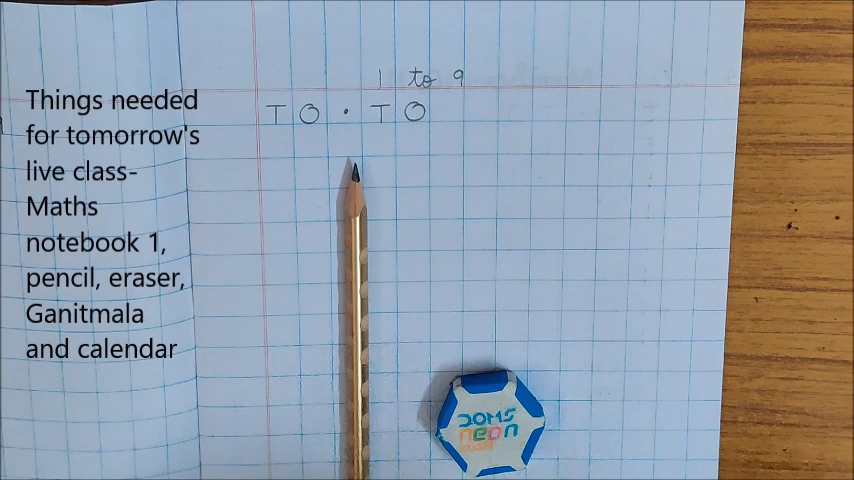 1 to 9
T O • T O
Things needed
for tomorrow's
live class-
Maths
notebook 1,
pencil, eraser,
Ganitmala
and calendar
DOMS
neon